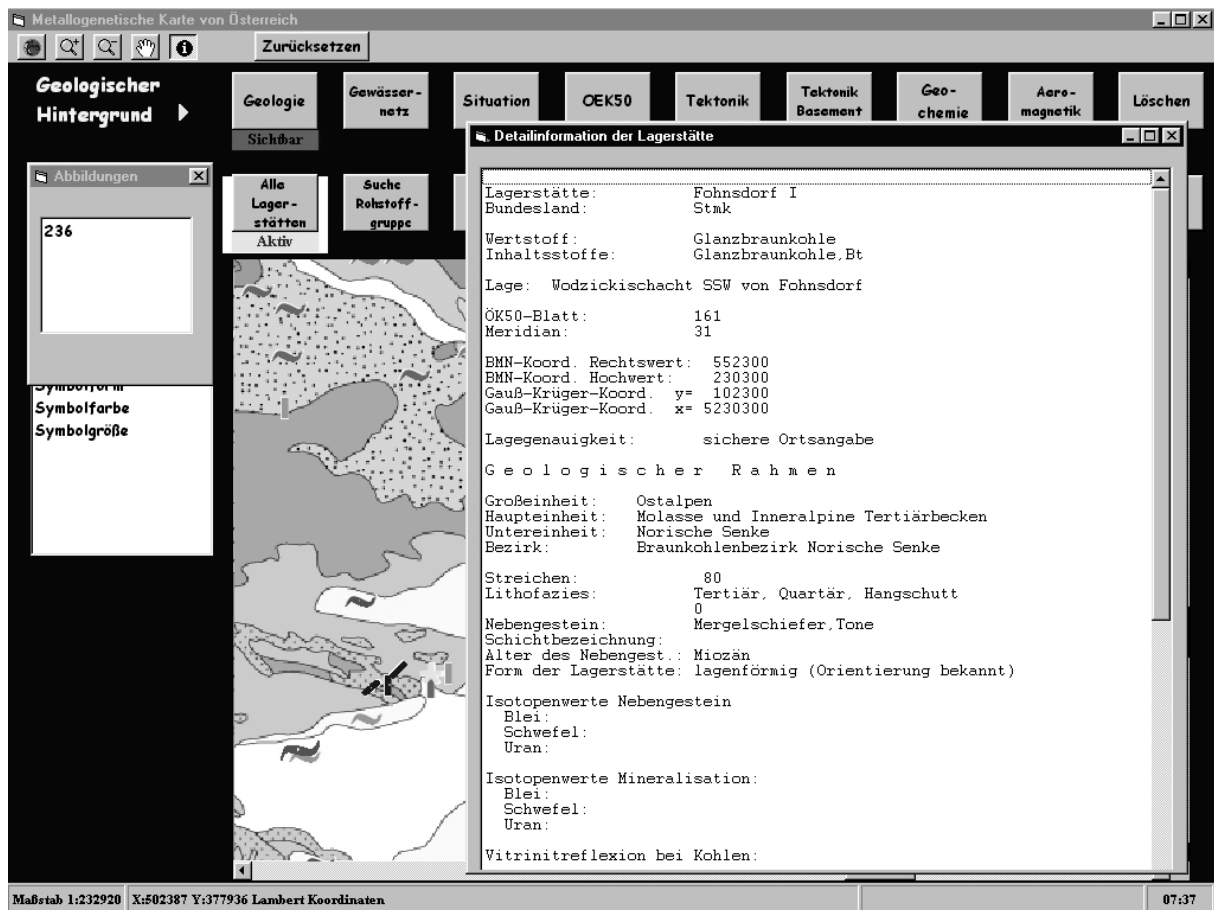 Metallogenetische Karte von Österreich
Zurücksetzen
Geologischer
Hintergrund
Geologie
Sichtbar
Gewässer-
netz
Situation
OEK50
Tektonik
Tektonik
Basement
Geo-
chemie
Aero-
magnetik
Löschen
Abbildungen
236
Symbolform
Symbolfarbe
Symbolgröße
Alle
Lager-
stätten
Aktiv
Suche
Rohstoff-
gruppe
Detailinformation der Lagerstätte
Lagerstätte: Fohnsdorf I
Bundesland: Stmk
Wertstoff: Glanzbraunkohle
Inhaltsstoffe: Glanzbraunkohle,Bt
Lage: Wodzickischacht SSW von Fohnsdorf
ÖK50-Blatt: 161
Meridian: 31
BMN-Koord. Rechtswert: 552300
BMN-Koord. Hochwert: 230300
Gauß-Krüger-Koord. y= 102300
Gauß-Krüger-Koord. x= 5230300
Lagegenauigkeit: sichere Ortsangabe
G e o l o g i s c h e r   R a h m e n
Großeinheit: Ostalpen
Haupteinheit: Molasse und Inneralpine Tertiärbecken
Untereinheit: Norische Senke
Bezirk: Braunkohlenbezirk Norische Senke
Streichen: 80
Lithofazies: Tertiär, Quartär, Hangschutt
0
Nebengestein: Mergelschiefer,Tone
Schichtbezeichnung:
Alter des Nebengest.: Miozän
Form der Lagerstätte: lagenförmig (Orientierung bekannt)
Isotopenwerte Nebengestein
Blei:
Schwefel:
Uran:
Isotopenwerte Mineralisation:
Blei:
Schwefel:
Uran:
Vitrinitreflexion bei Kohlen:
Maßstab 1:232920 X:502387 Y:377936 Lambert Koordinaten 07:37